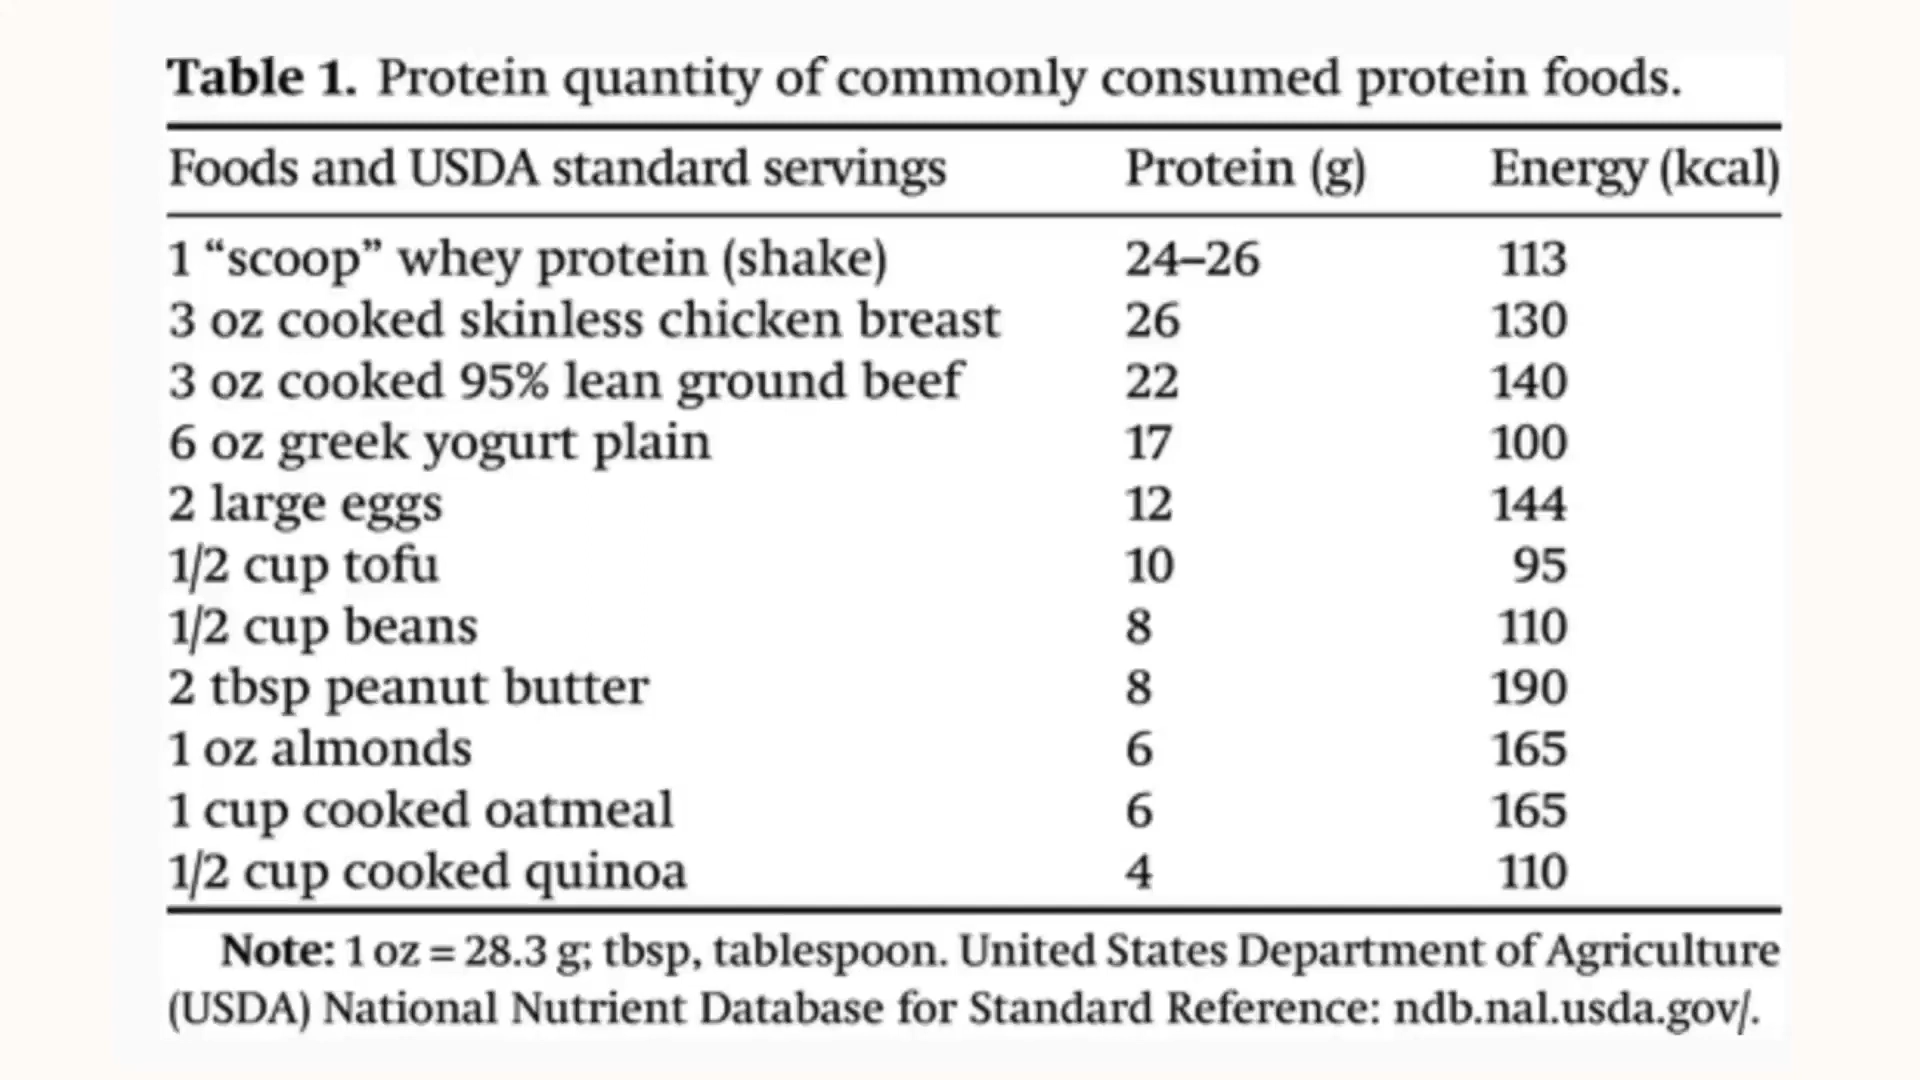 Table 1. Protein quantity of commonly consumed protein foods.
Foods and USDA standard servings Protein (g) Energy (kcal)
1 “scoop” whey protein (shake) 24–26 113
3 oz cooked skinless chicken breast 26 130
3 oz cooked 95% lean ground beef 22 140
6 oz greek yogurt plain 17 100
2 large eggs 12 144
1/2 cup tofu 10 95
1/2 cup beans 8 110
2 tbsp peanut butter 8 190
1 oz almonds 6 165
1 cup cooked oatmeal 6 165
1/2 cup cooked quinoa 4 110
Note: 1 oz = 28.3 g; tbsp, tablespoon. United States Department of Agriculture
(USDA) National Nutrient Database for Standard Reference: ndb.nal.usda.gov/.